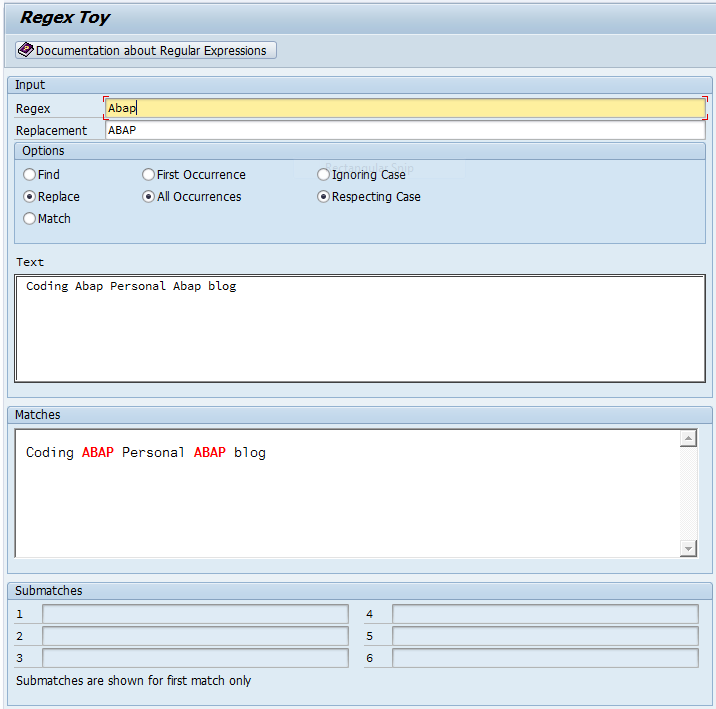 Regex Toy
Documentation about Regular Expressions
Input
Regex Abap
Replacement ABAP
Options
Rectangular Snip
Find First Occurrence Ignoring Case
Replace All Occurrences Respecting Case
Match
Text
Coding Abap Personal Abap blog
Matches
Coding ABAP Personal ABAP blog
Submatches
1 4
2 5
3 6
Submatches are shown for first match only